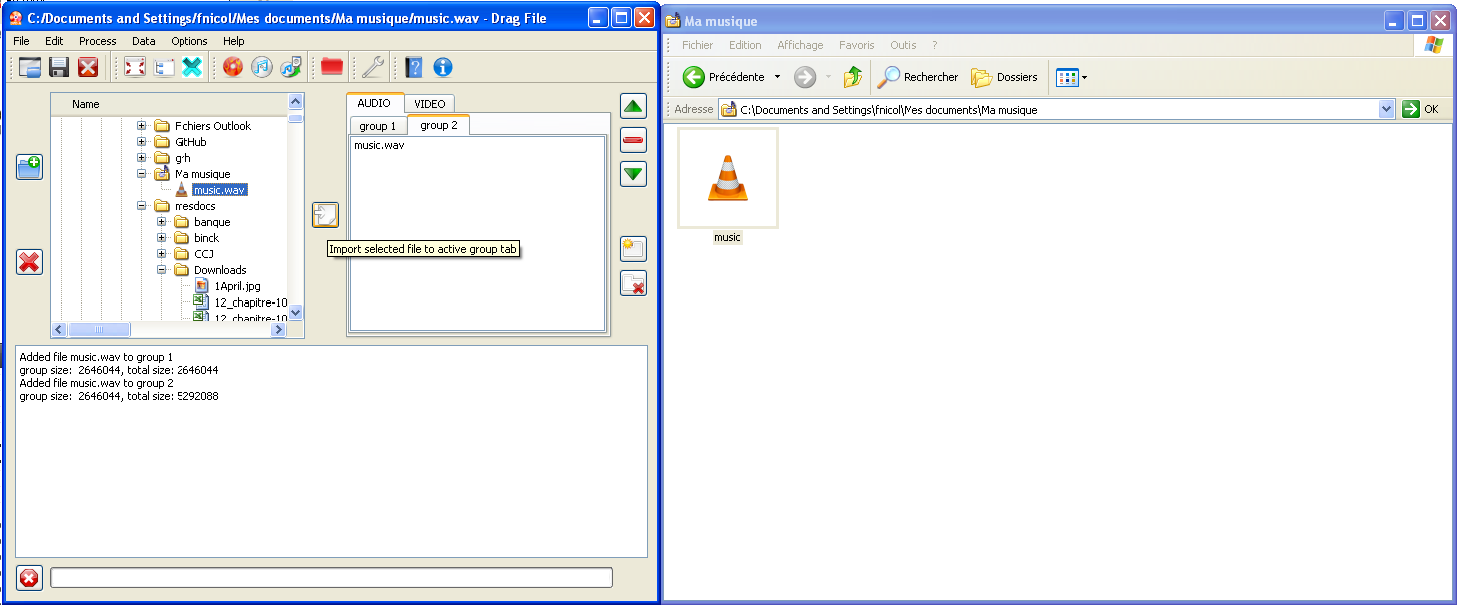 C:/Documents and Settings/fnicol/Mes documents/Ma musique/music.wav - Drag File
File Edit Process Data Options Help
Name
Fchiers Outlook
GitHub
gh
Ma musique
music.wav
mesdocs
banque
binck
CCJ
Downloads
1April.jpg
12_chapitre-10
12_chapitre-10
AUDIO VIDEO
group 1 group 2
music.wav
Import selected file to active group tab
Added file music.wav to group 1
group size: 2646044, total size: 2646044
Added file music.wav to group 2
group size: 2646044, total size: 5292088
Ma musique
Fichier Edition Affichage Favoris Outis ?
Précédente Rechercher Dossiers
Adresse C:\Documents and Settings\fnicol\Mes documents\Ma musique OK
music